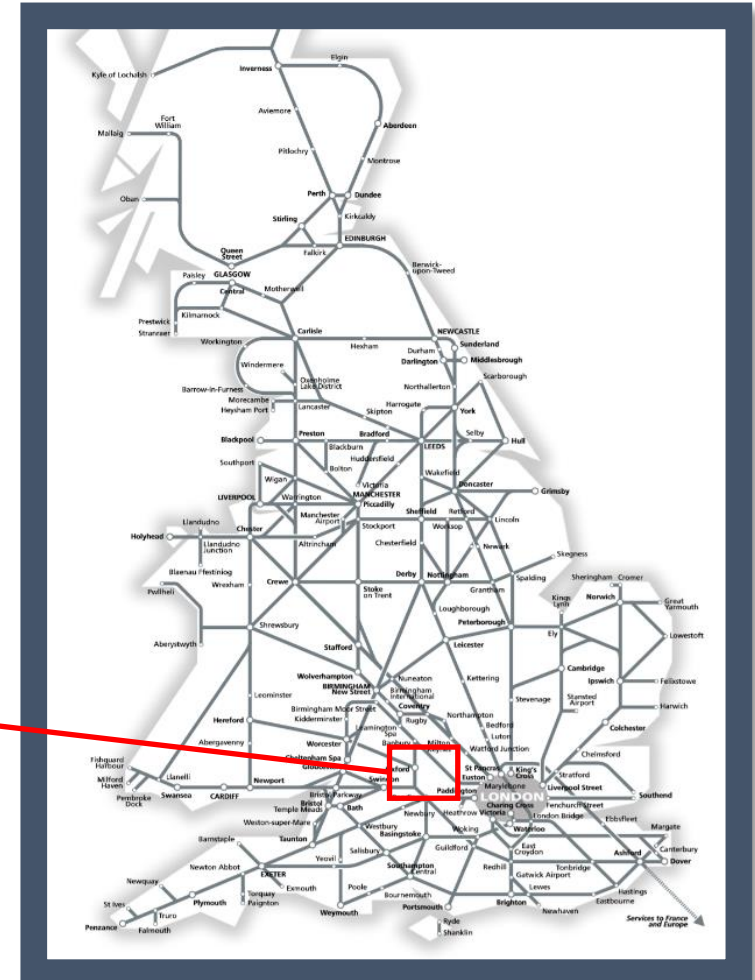 Elgin
Inverness
Kyle of Lochalsh
Aviemore
Fort
William
Mallaig
Aberdeen
Pitlochry
Montrose
Perth
Dundee
Oban
Stirling
Kirkcaldy
EDINBURGH
Queen
Street
Falkirk
Berwick-
upon-Tweed
Paisley
GLASGOW
Central
Motherwell
Kilmarnock
Prestwick
Stranraer
Carlisle
NEWCASTLE
Workington
Hexham
Sunderland
Durham
Darlington
Middlesbrough
Windermere
Scarborough
Oxenholme
Lake District
Barrow-in-Furness
Northallerton
Morecambe
Heysham Port
Lancaster
Harrogate
Skipton
York
Preston
Bradford
Selby
Blackpool
Blackburn
LEEDS
Hull
Huddersfield
Southport
Bolton
Wakefield
Wigan
Victoria
Doncaster
MANCHESTER
Grimsby
LIVERPOOL
Warrington
Piccadilly
Manchester
Airport
Sheffield
Retford
Llandudno
Stockport
Lincoln
Chester
Worksop
Holyhead
Llandudno
Junction
Altrincham
Chesterfield
Newark
Skegness
Blaenau Ffestiniog
Derby
Nottingham
Spalding
Sheringham
Cromer
Wrexham
Crewe
Pwllheli
Stoke
on Trent
Grantham
Kings
Lynn
Norwich
Great
Yarmouth
Loughborough
Shrewsbury
Peterborough
Ely
Lowestoft
Aberystwyth
Stafford
Leicester
Cambridge
Wolverhampton
Nuneaton
Kettering
Ipswich
Felixstowe
BIRMINGHAM
New Street
Birmingham
International
Leominster
Stevenage
Stansted
Airport
Harwich
Birmingham Moor Street
Coventry
Kidderminster
Rugby
Northampton
Hereford
Leamington
Spa
Bedford
Colchester
Abergavenny
Worcester
Banbury
Milton
Luton
Watford Junction
Chelmsford
Cheltenham Spa
Fishguard
Harbour
St Pancras
King's
Cross
Stratford
Milford
Haven
Llanelli
Swindon
Euston
Marylebone
Liverpool Street
Pembroke
Dock
Swansea
CARDIFF
Newport
Bristol Parkway
Paddington
LONDON
Southend
Bristol
Temple Meads
Bath
Newbury
Heathrow
Charing Cross
Victoria
Fenchurch Street
London Bridge
Ebbsfleet
Weston-super-Mare
Westbury
Basingstoke
Woking
Waterloo
Margate
Barnstaple
Taunton
Salisbury
Guildford
East
Croydon
Canterbury
Yeovil
Southampton
Central
Redhill
Tonbridge
Ashford
Dover
Newton Abbot
EXETER
Gatwick Airport
Newquay
Exmouth
Poole
Bournemouth
Lewes
Hastings
Torquay
Paignton
Plymouth
Eastbourne
St Ives
Weymouth
Portsmouth
Brighton
Newhaven
Truro
Penzance
Falmouth
Ryde
Shanklin
Services to France
and Europe